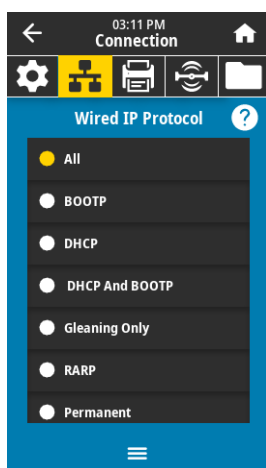 03:11 PM
Connection
Wired IP Protocol
?
All
BOOTP
DHCP
DHCP And BOOTP
Gleaning Only
RARP
Permanent